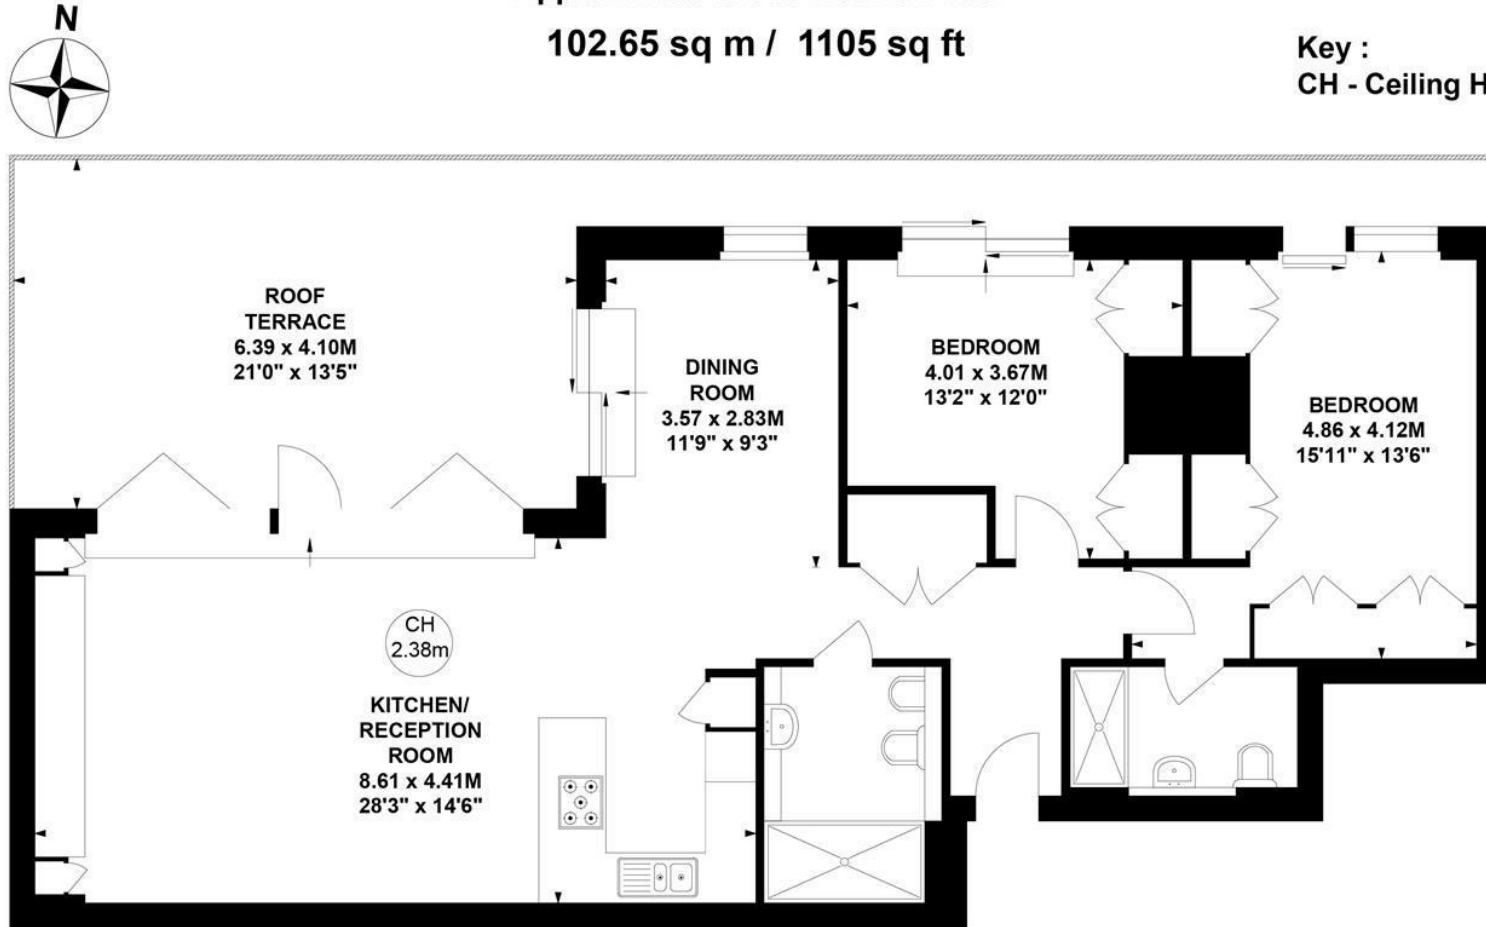 N
102.65 sq m / 1105 sq ft
Key :
CH - Ceiling H
ROOF
TERRACE
6.39 x 4.10M
21'0" x 13'5"
DINING
ROOM
3.57 x 2.83M
11'9" x 9'3"
BEDROOM
4.01 x 3.67M
13'2" x 12'0"
BEDROOM
4.86 x 4.12M
15'11" x 13'6"
CH
2.38m
KITCHEN/
RECEPTION
ROOM
8.61 x 4.41M
28'3" x 14'6"